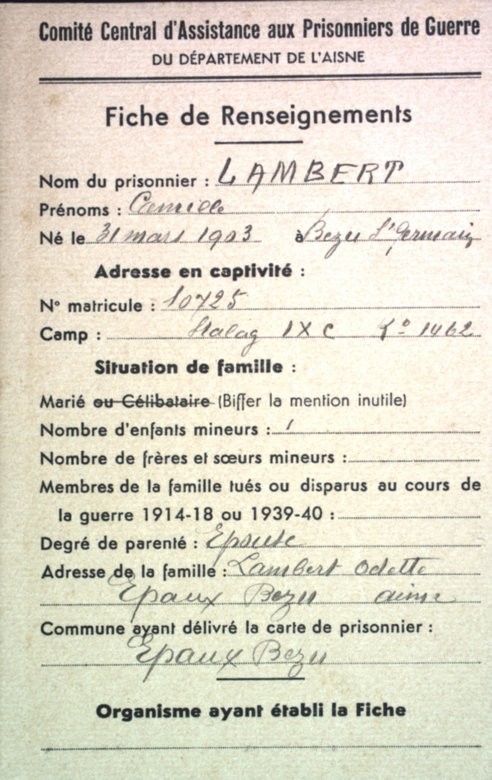 Comité Central d'Assistance aux Prisonniers de Guerre
DU DÉPARTEMENT DE L'AISNE
Fiche de Renseignements
Nom du prisonnier : LAMBERT
Prénoms : Camille
Né le 31 mars 1903 à Bezu St Germain
Adresse en captivité :
N° matricule : 10725
Camp : Stalag IX C K° 1462
Situation de famille :
Marié ou Célibataire (Biffer la mention inutile)
Nombre d'enfants mineurs : 1
Nombre de frères et sœurs mineurs :
Membres de la famille tués ou disparus au cours de
la guerre 1914-18 ou 1939-40 :
Degré de parenté : Epouse
Adresse de la famille : Lambert Odette
Epaux Bezu aisne
Commune ayant délivré la carte de prisonnier :
Epaux Bezu
Organisme ayant établi la Fiche